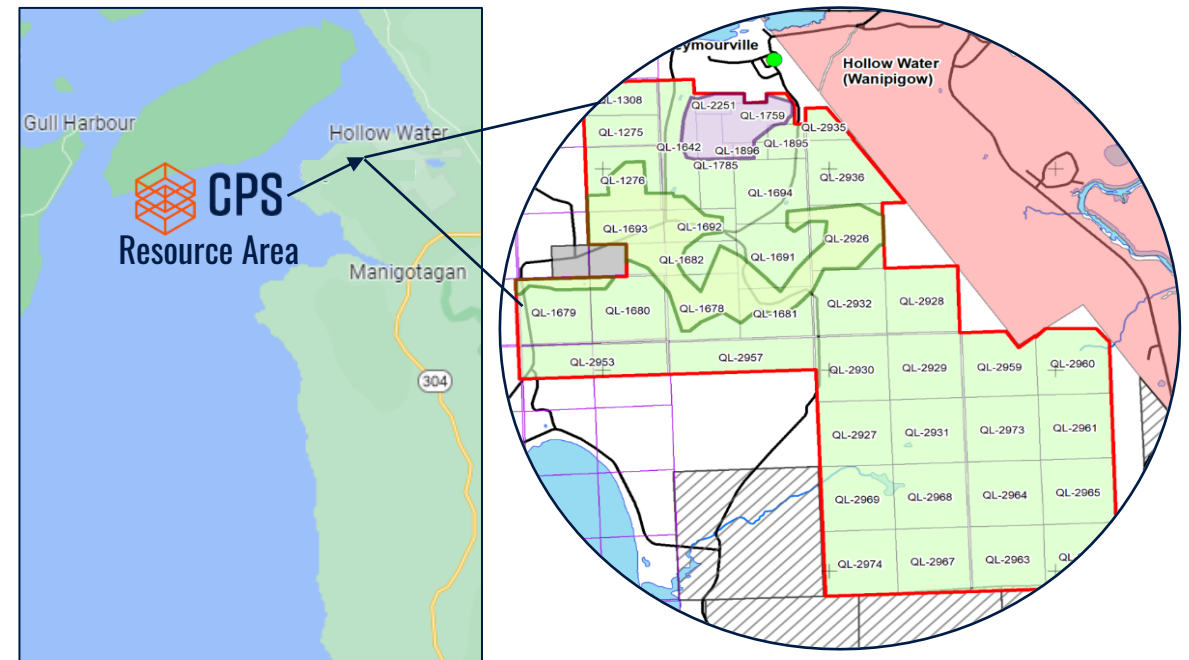 Gull Harbour
Hollow Water
CPS
Resource Area
Manigotagan
304
eymourville
Hollow Water
(Wanipigow)
QL-1308
QL-2251
QL-1759
QL-2935
QL-1275
QL-1642
QL-1896
QL-1895
QL-1785
QL-1276
QL-1694
QL-2936
QL-1693
QL-1692
QL-2926
QL-1682
QL-1691
QL-1679
QL-1680
QL-1678
QL-1681
QL-2932
QL-2928
QL-2953
QL-2957
QL-2930
QL-2929
QL-2959
QL-2960
QL-2927
QL-2931
QL-2973
QL-2961
QL-2969
QL-2968
QL-2964
QL-2965
QL-2974
QL-2967
QL-2963
QL-